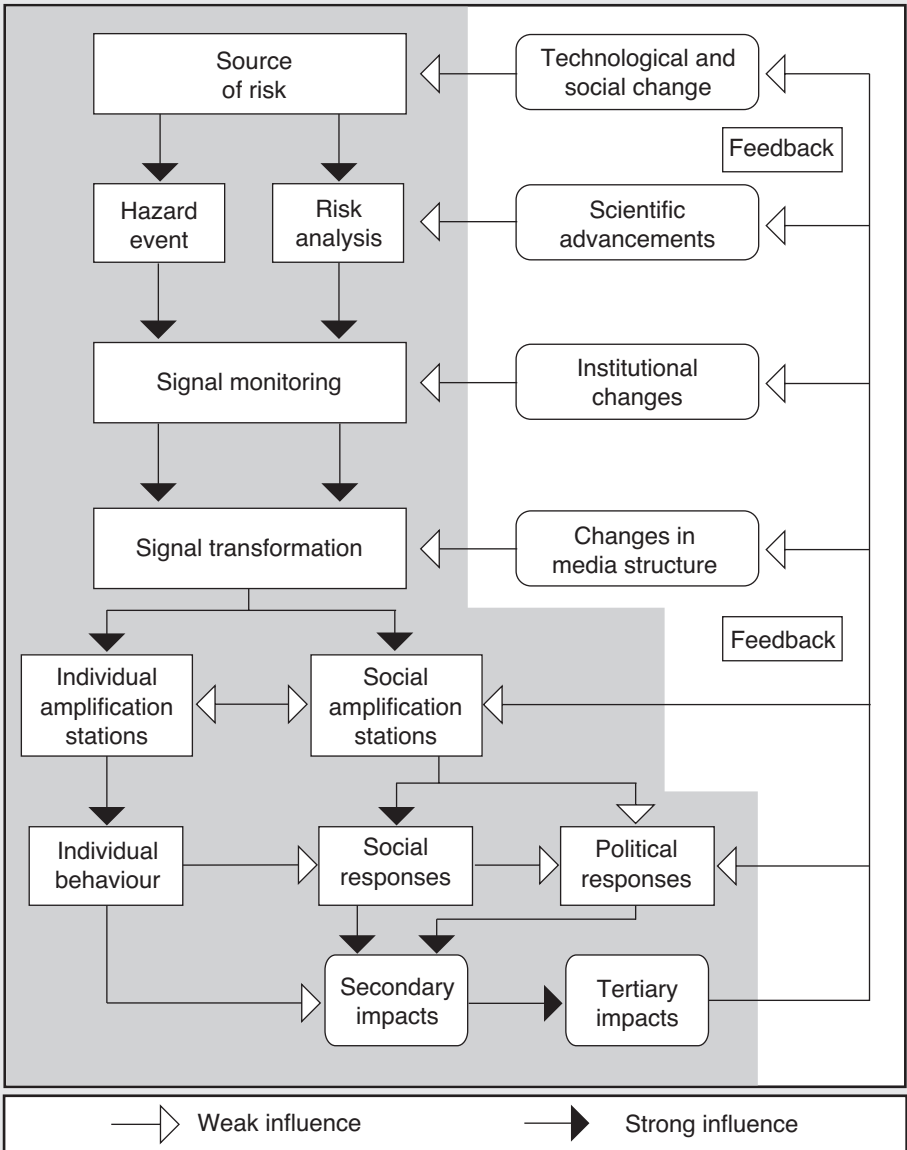 Source
of risk
Technological and
social change
Feedback
Hazard
event
Risk
analysis
Scientific
advancements
Signal monitoring
Institutional
changes
Signal transformation
Changes in
media structure
Feedback
Individual
amplification
stations
Social
amplification
stations
Individual
behaviour
Social
responses
Political
responses
Secondary
impacts
Tertiary
impacts
Weak influence
Strong influence